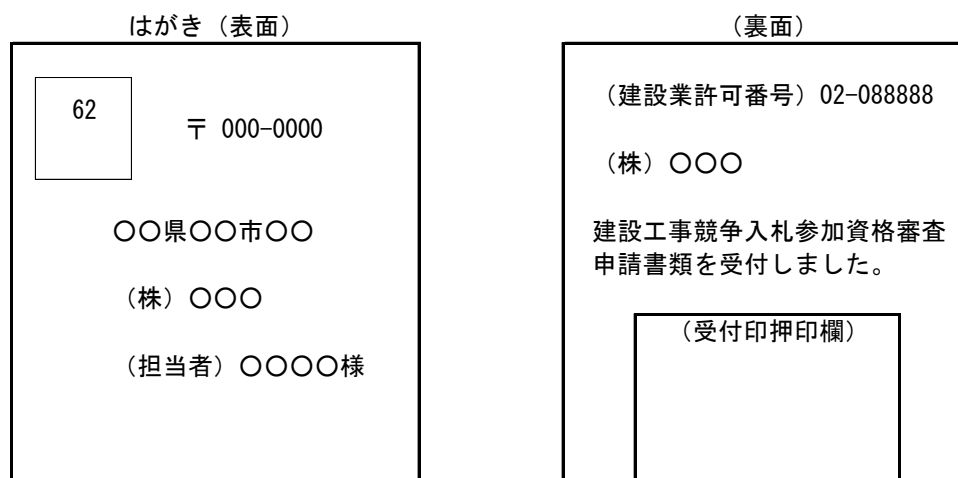 はがき（表面）
62
〒 000-0000
〇〇県〇〇市〇〇
（株）〇〇〇
（担当者）〇〇〇〇様
（裏面）
（建設業許可番号）02-088888
（株）〇〇〇
建設工事競争入札参加資格審査
申請書類を受付しました。
（受付印押印欄）